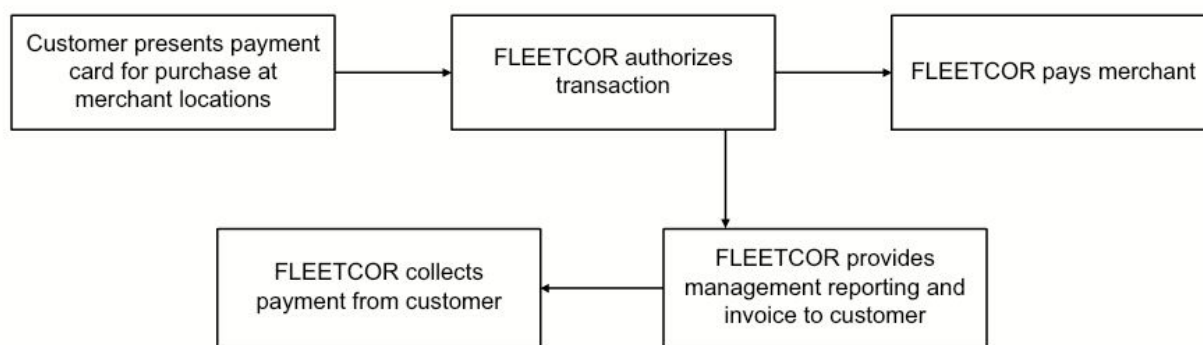 Customer presents payment
card for purchase at
merchant locations
FLEETCOR authorizes
transaction
FLEETCOR pays merchant
FLEETCOR collects
payment from customer
FLEETCOR provides
management reporting and
invoice to customer